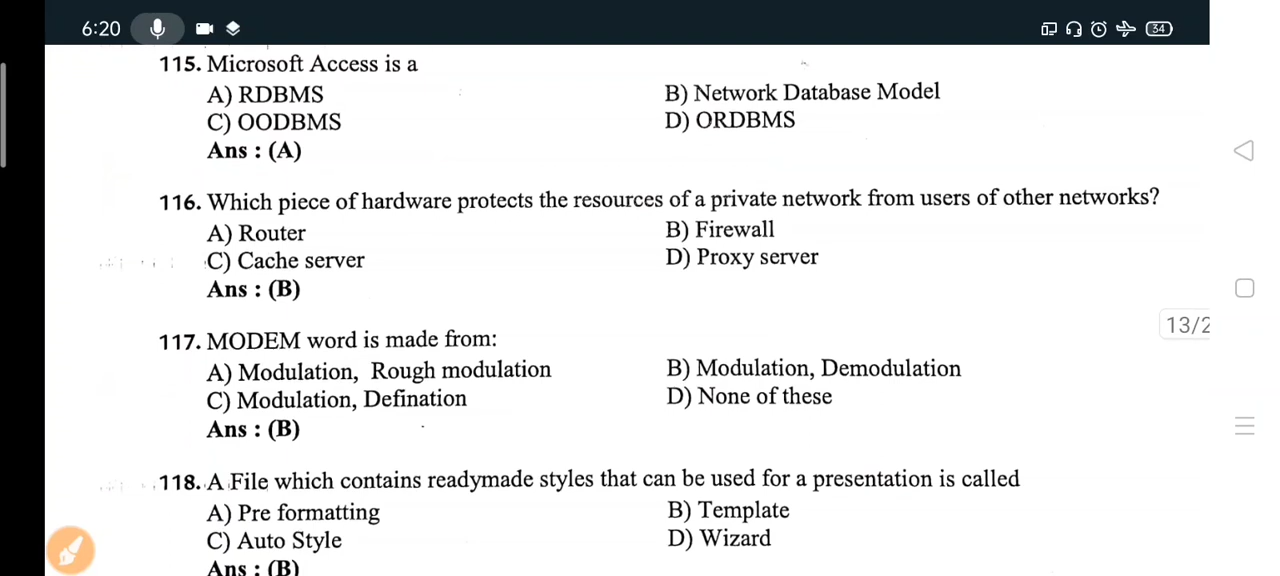 6:20
34
115. Microsoft Access is a
A) RDBMS B) Network Database Model
C) OODBMS D) ORDBMS
Ans : (A)
116. Which piece of hardware protects the resources of a private network from users of other networks?
A) Router B) Firewall
C) Cache server D) Proxy server
Ans : (B)
13/2
117. MODEM word is made from:
A) Modulation, Rough modulation B) Modulation, Demodulation
C) Modulation, Defination D) None of these
Ans : (B)
118. A File which contains readymade styles that can be used for a presentation is called
A) Pre formatting B) Template
C) Auto Style D) Wizard
Ans : (B)